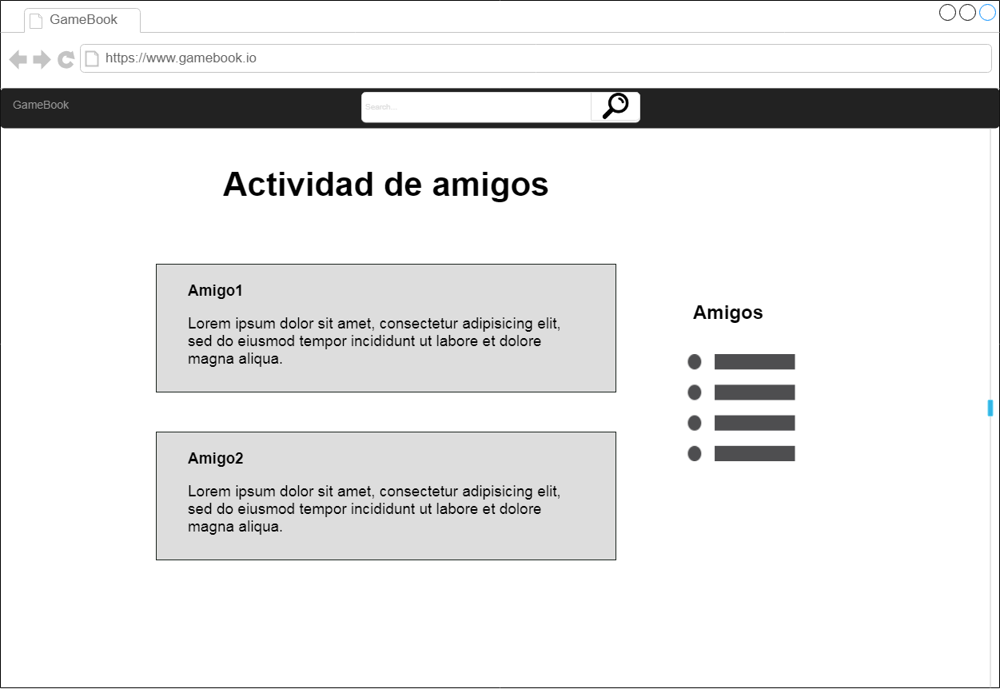 GameBook
https://www.gamebook.io
GameBook
Search...
Actividad de amigos
Amigo1
Lorem ipsum dolor sit amet, consectetur adipisicing elit,
sed do eiusmod tempor incididunt ut labore et dolore
magna aliqua.
Amigos
Amigo2
Lorem ipsum dolor sit amet, consectetur adipisicing elit,
sed do eiusmod tempor incididunt ut labore et dolore
magna aliqua.